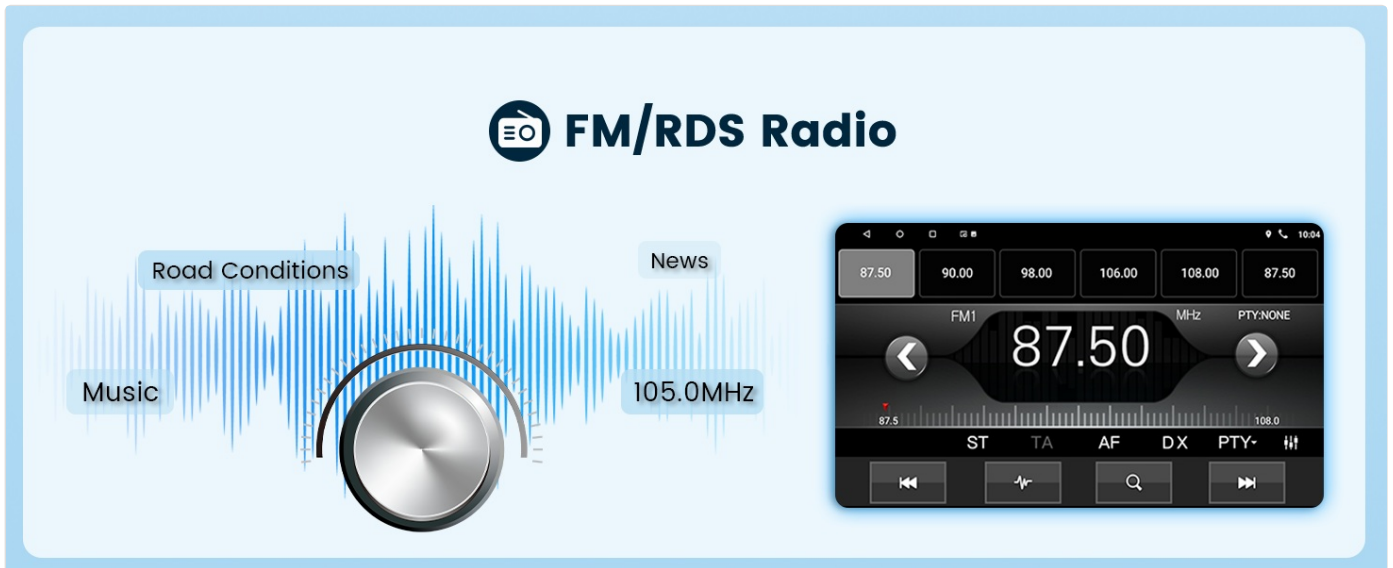 FM/RDS Radio
Road Conditions
News
Music
105.0MHz
10:04
87.50 90.00 98.00 106.00 108.00 87.50
FM1 MHz PTY:NONE
87.50
87.5 108.0
ST TA AF DX PTY